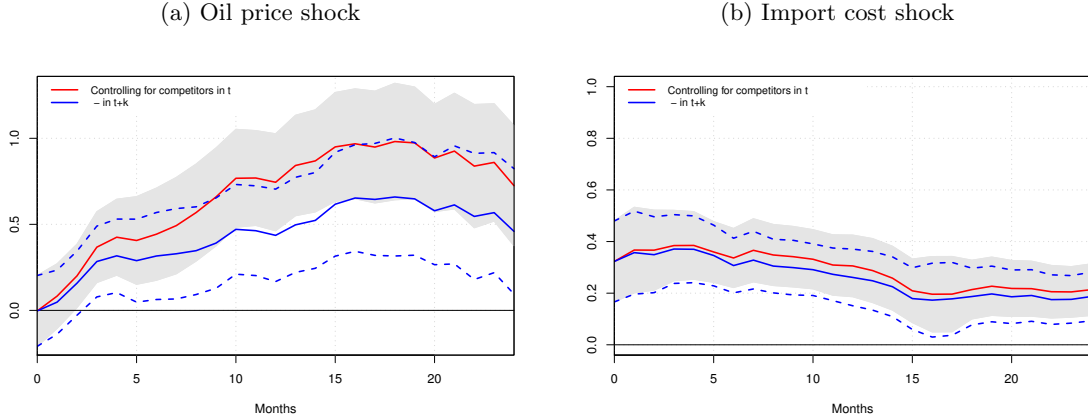 (a) Oil price shock
Controlling for competitors in t
– in t+k
0.0
0.5
1.0
0
5
10
15
20
Months
(b) Import cost shock
Controlling for competitors in t
– in t+k
0.0
0.2
0.4
0.6
0.8
1.0
0
5
10
15
20
Months